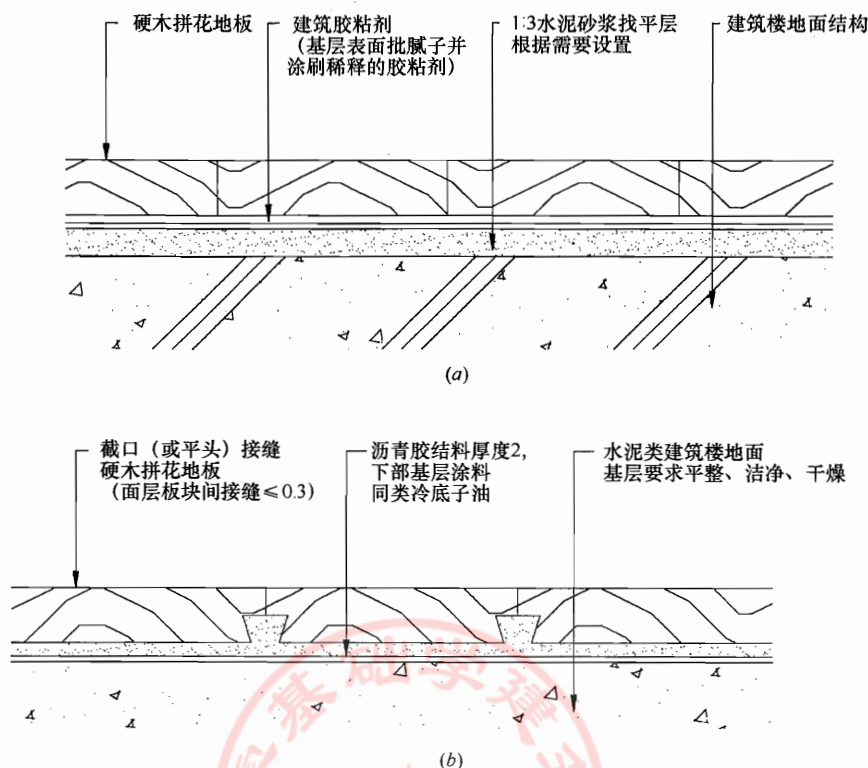 硬木拼花地板
建筑胶粘剂
(基层表面批腻子并
涂刷稀释的胶粘剂)
1:3水泥砂浆找平层
根据需要设置
建筑楼地面结构
(a)
截口(或平头)接缝
硬木拼花地板
(面层板块间接缝≤0.3)
沥青胶结料厚度2,
下部基层涂料
同类冷底子油
水泥类建筑楼地面
基层要求平整、洁净、干燥
基础学建
(b)